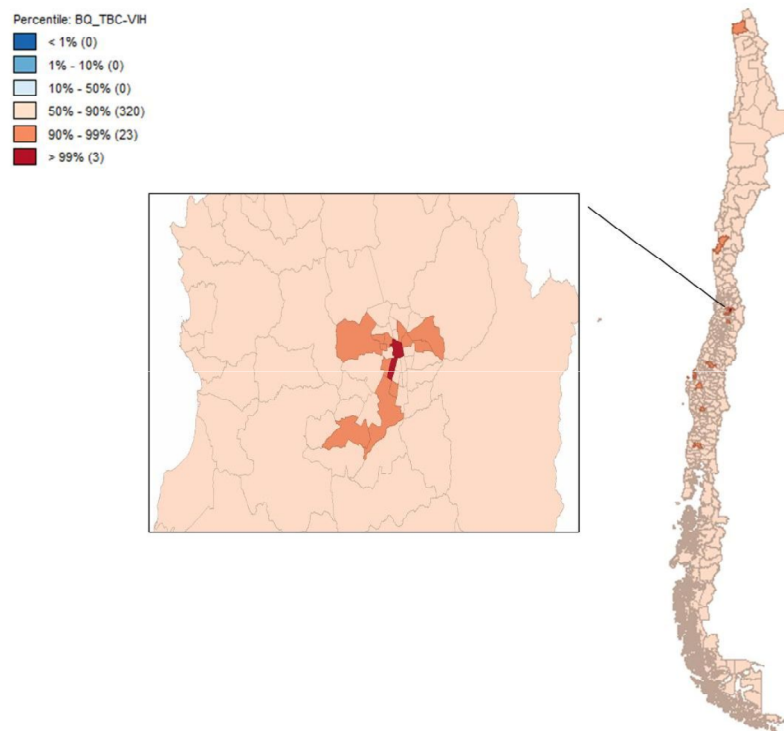 Percentile: BQ_TBC-VIH
< 1% (0)
1% - 10% (0)
10% - 50% (0)
50% - 90% (320)
90% - 99% (23)
> 99% (3)